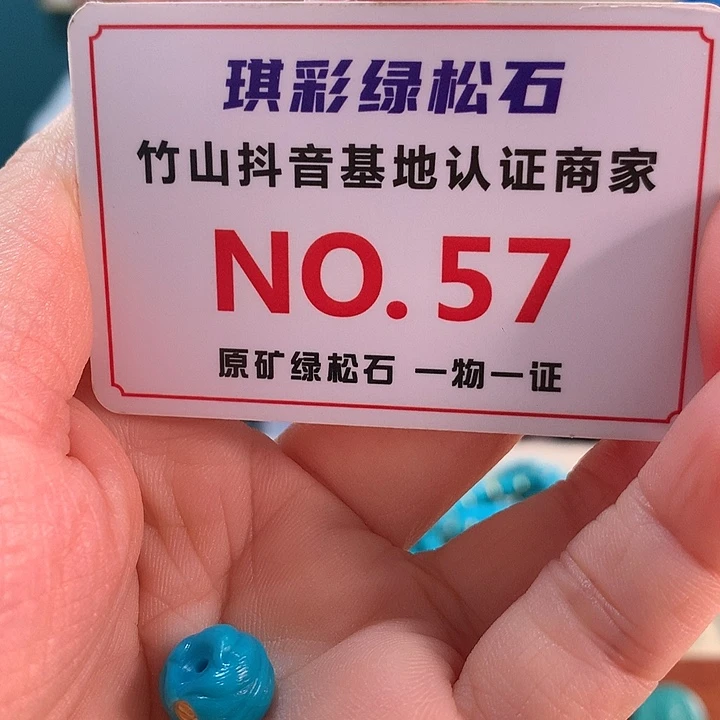 琪彩绿松石
竹山抖音基地认证商家
NO.57
原矿绿松石 一物一证